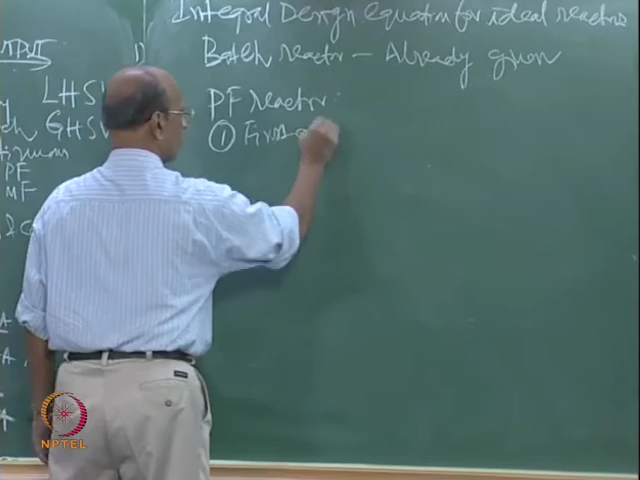 Integral Design equation for ideal reactors
Batch reactor - Already given
PF reactor:
① First
LHSV
GHSV
PF
MF
NPTEL